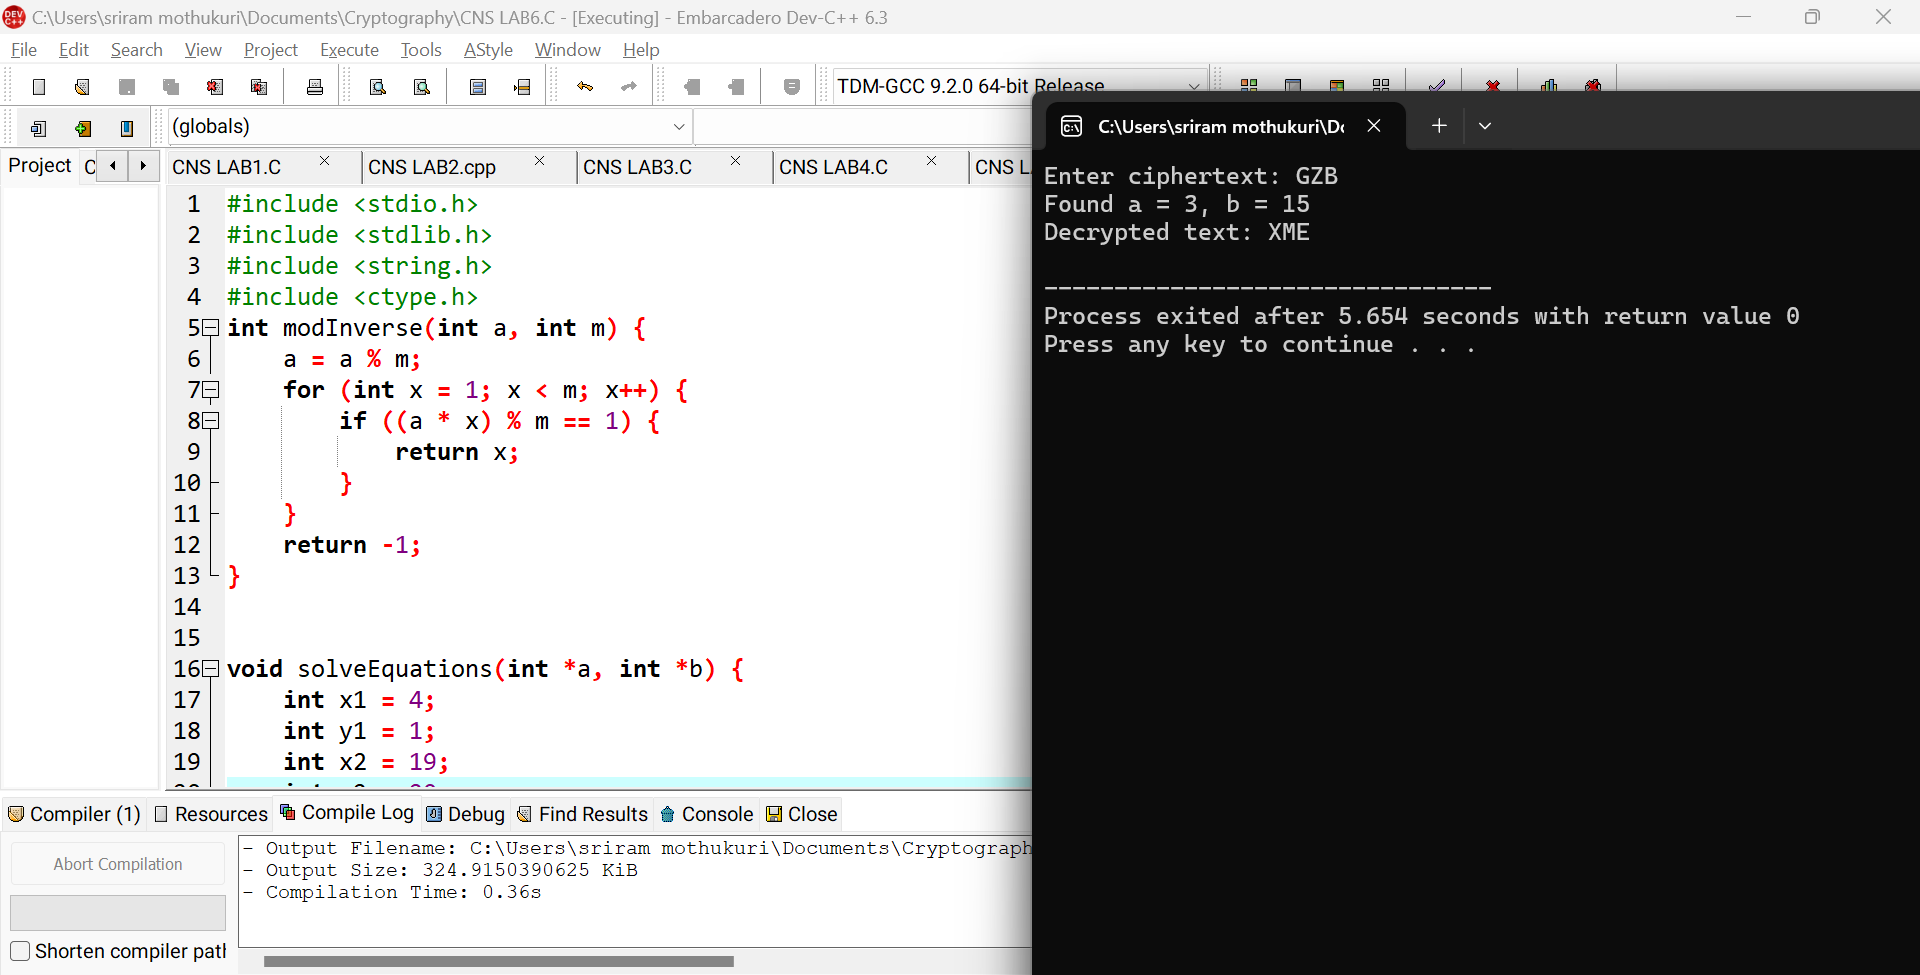 C:\Users\sriram mothukuri\Documents\Cryptography\CNS LAB6.C - [Executing] - Embarcadero Dev-C++ 6.3
File Edit Search View Project Execute Tools AStyle Window Help
TDM-GCC 9.2.0 64-bit Release
(globals)
Project C
CNS LAB1.C CNS LAB2.cpp CNS LAB3.C CNS LAB4.C CNS L
1 #include <stdio.h>
2 #include <stdlib.h>
3 #include <string.h>
4 #include <ctype.h>
5 int modInverse(int a, int m) {
6 a = a % m;
7 for (int x = 1; x < m; x++) {
8 if ((a * x) % m == 1) {
9 return x;
10 }
11 }
12 return -1;
13 }
14
15
16 void solveEquations(int *a, int *b) {
17 int x1 = 4;
18 int y1 = 1;
19 int x2 = 19;
C:\Users\sriram mothukuri\Do
Enter ciphertext: GZB
Found a = 3, b = 15
Decrypted text: XME
--------------------------------
Process exited after 5.654 seconds with return value 0
Press any key to continue . . .
Compiler (1) Resources Compile Log Debug Find Results Console Close
Abort Compilation
Shorten compiler path
- Output Filename: C:\Users\sriram mothukuri\Documents\Cryptograph
- Output Size: 324.9150390625 KiB
- Compilation Time: 0.36s